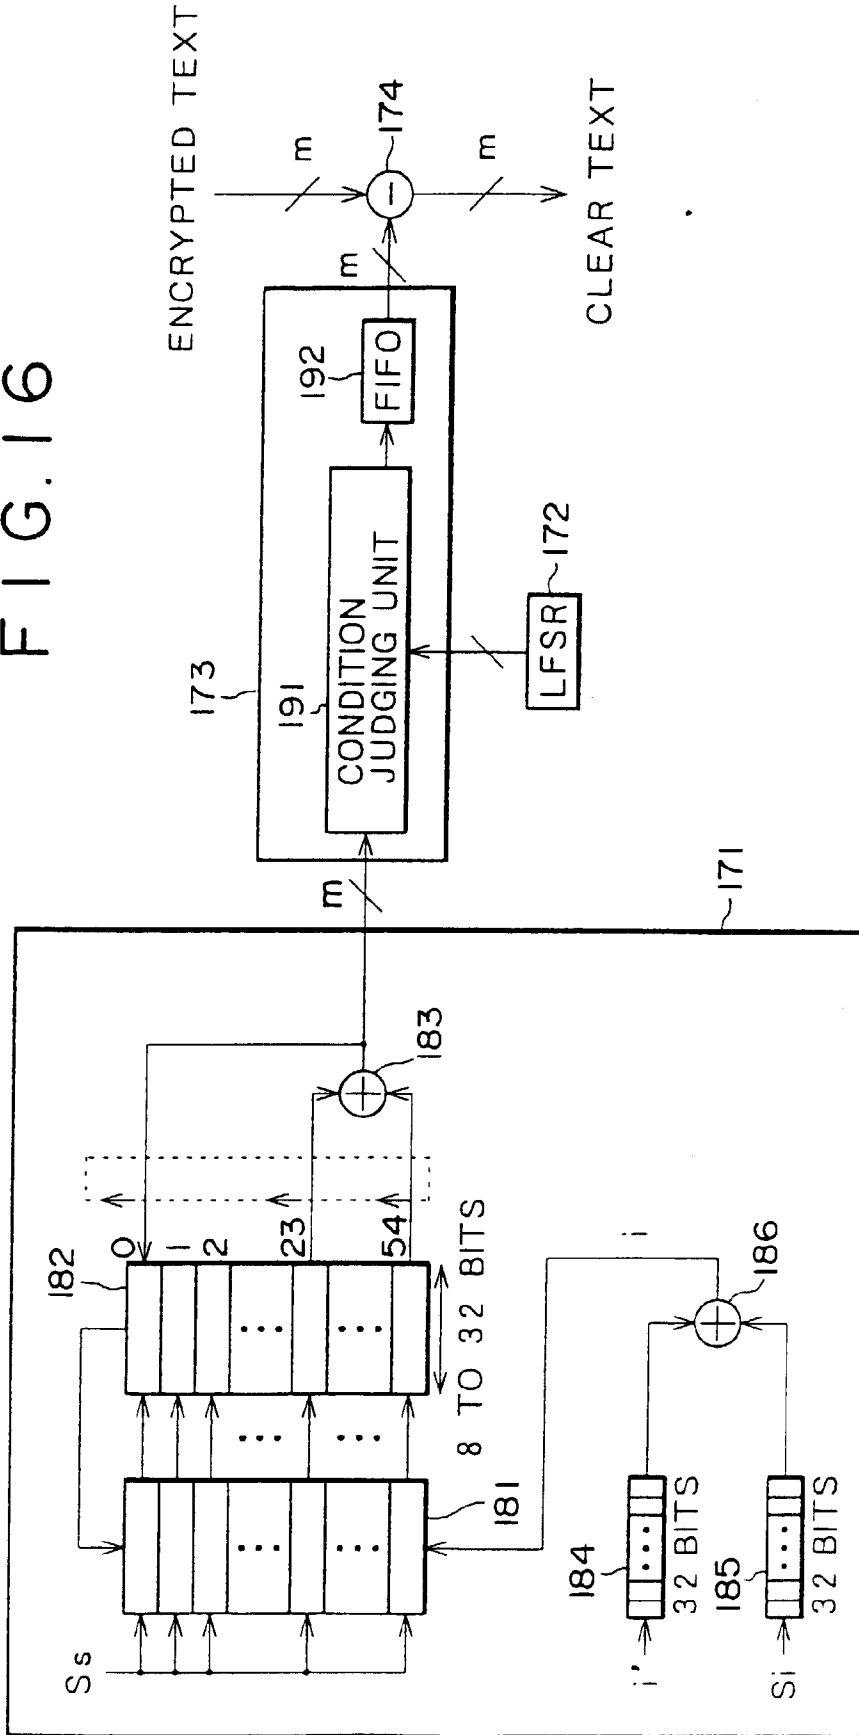 FIG.16
ENCRYPTED TEXT
m
174
m
m
CLEAR TEXT
173
192
FIFO
191
CONDITION
JUDGING UNIT
LFSR
172
m
171
182
0
1
2
23
54
183
8 TO 32 BITS
Ss
181
i
186
184
i'
32 BITS
185
Si
32 BITS